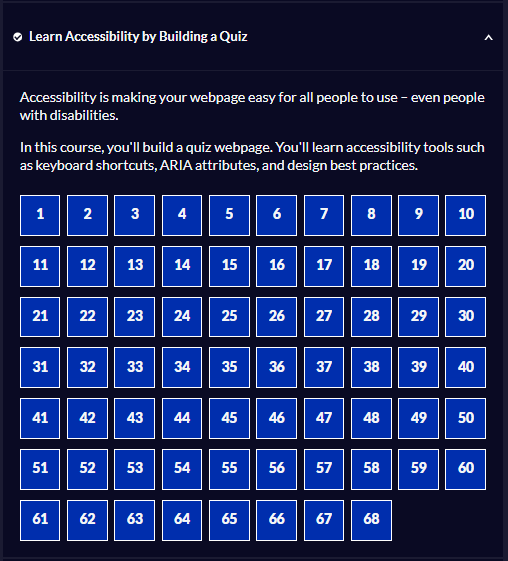 Learn Accessibility by Building a Quiz
Accessibility is making your webpage easy for all people to use – even people
with disabilities.
In this course, you'll build a quiz webpage. You'll learn accessibility tools such
as keyboard shortcuts, ARIA attributes, and design best practices.
1 2 3 4 5 6 7 8 9 10
11 12 13 14 15 16 17 18 19 20
21 22 23 24 25 26 27 28 29 30
31 32 33 34 35 36 37 38 39 40
41 42 43 44 45 46 47 48 49 50
51 52 53 54 55 56 57 58 59 60
61 62 63 64 65 66 67 68